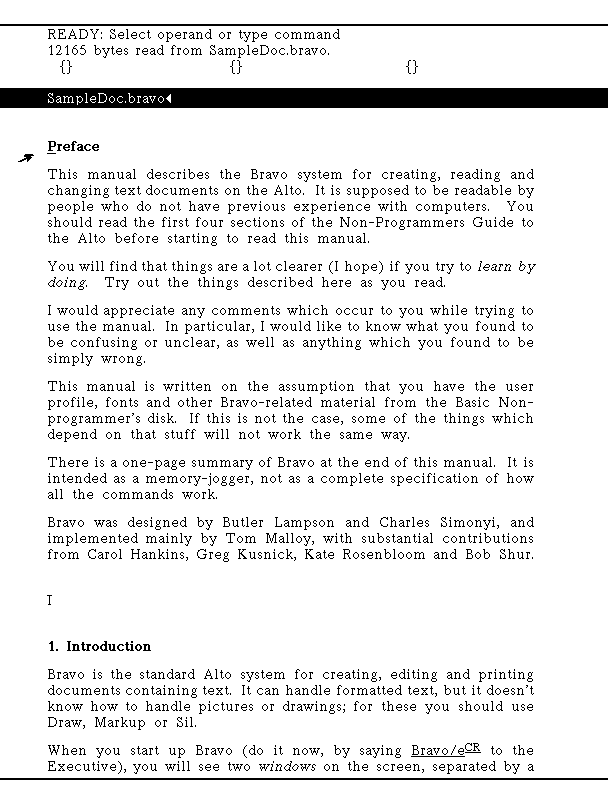 READY: Select operand or type command
12165 bytes read from SampleDoc.bravo.
{} {} {}
SampleDoc.bravo
Preface
This manual describes the Bravo system for creating, reading and
changing text documents on the Alto. It is supposed to be readable by
people who do not have previous experience with computers. You
should read the first four sections of the Non-Programmers Guide to
the Alto before starting to read this manual.
You will find that things are a lot clearer (I hope) if you try to learn by
doing. Try out the things described here as you read.
I would appreciate any comments which occur to you while trying to
use the manual. In particular, I would like to know what you found to
be confusing or unclear, as well as anything which you found to be
simply wrong.
This manual is written on the assumption that you have the user
profile, fonts and other Bravo-related material from the Basic Non-
programmer's disk. If this is not the case, some of the things which
depend on that stuff will not work the same way.
There is a one-page summary of Bravo at the end of this manual. It is
intended as a memory-jogger, not as a complete specification of how
all the commands work.
Bravo was designed by Butler Lampson and Charles Simonyi, and
implemented mainly by Tom Malloy, with substantial contributions
from Carol Hankins, Greg Kusnick, Kate Rosenbloom and Bob Shur.
I
1. Introduction
Bravo is the standard Alto system for creating, editing and printing
documents containing text. It can handle formatted text, but it doesn't
know how to handle pictures or drawings; for these you should use
Draw, Markup or Sil.
When you start up Bravo (do it now, by saying Bravo/eCR to the
Executive), you will see two windows on the screen, separated by a